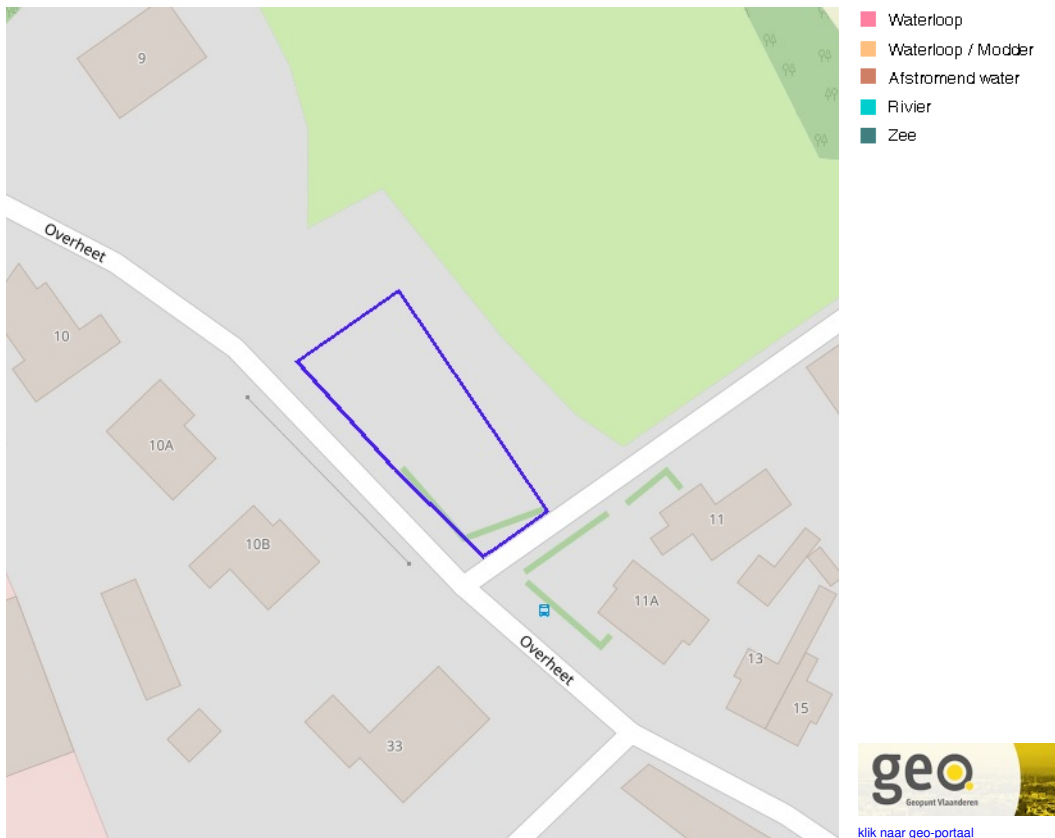 Waterloop
Waterloop / Modder
Afstromend water
Rivier
Zee
9
Overheet
10
10A
10B
11
11A
13
15
Overheet
33
geo.
Geopunt Vlaanderen
klik naar geo-portaal